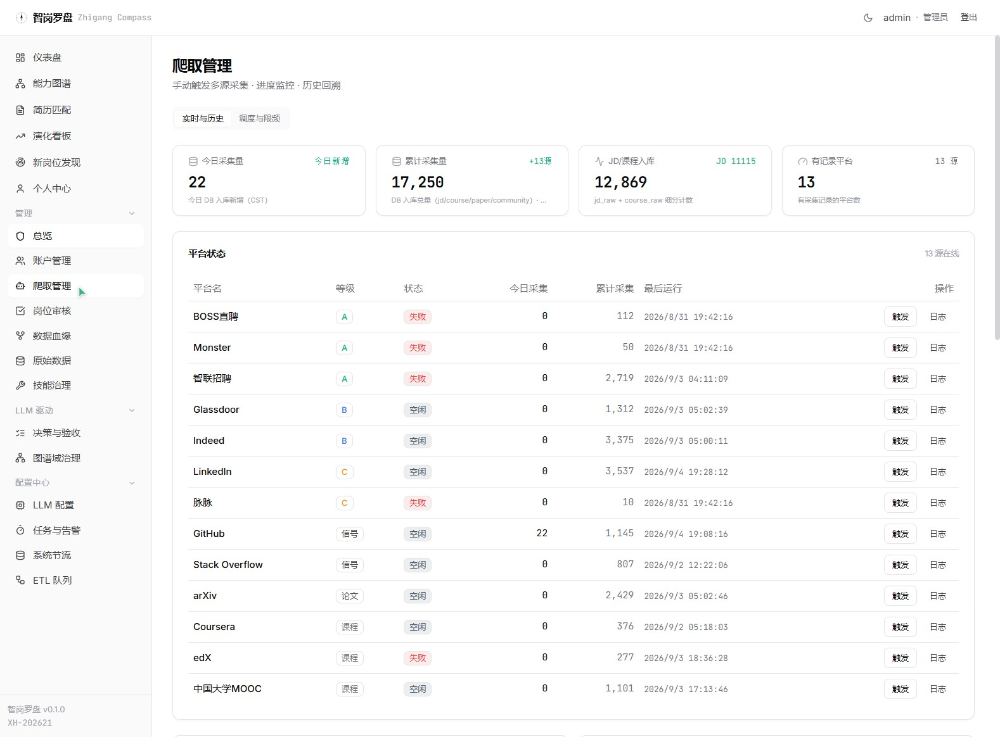 智岗罗盘 Zhigang Compass
admin · 管理员 登出
仪表盘
能力图谱
简历匹配
演化看板
新岗位发现
个人中心
管理
总览
账户管理
爬取管理
岗位审核
数据血缘
原始数据
技能治理
LLM 驱动
决策与验收
图谱域治理
配置中心
LLM 配置
任务与告警
系统节流
ETL 队列
智岗罗盘 v0.1.0
XH-202621
爬取管理
手动触发多源采集 · 进度监控 · 历史回溯
实时与历史 调度与限频
今日采集量 今日新增
22
今日 DB 入库新增（CST）
累计采集量 +13源
17,250
DB 入库总量（jd/course/paper/community）· ...
JD/课程入库 JD 11115
12,869
jd_raw + course_raw 细分计数
有记录平台 13 源
13
有采集记录的平台数
平台状态 13 源在线
平台名 等级 状态 今日采集 累计采集 最后运行 操作
BOSS直聘 A 失败 0 112 2026/8/31 19:42:16 触发 日志
Monster A 失败 0 50 2026/8/31 19:42:16 触发 日志
智联招聘 A 失败 0 2,719 2026/9/3 04:11:09 触发 日志
Glassdoor B 空闲 0 1,312 2026/9/3 05:02:39 触发 日志
Indeed B 空闲 0 3,375 2026/9/3 05:00:11 触发 日志
LinkedIn C 空闲 0 3,537 2026/9/4 19:28:12 触发 日志
脉脉 C 失败 0 10 2026/8/31 19:42:16 触发 日志
GitHub 信号 空闲 22 1,145 2026/9/4 19:08:16 触发 日志
Stack Overflow 信号 空闲 0 807 2026/9/2 12:22:06 触发 日志
arXiv 论文 空闲 0 2,429 2026/9/3 05:02:46 触发 日志
Coursera 课程 空闲 0 376 2026/9/2 05:18:03 触发 日志
edX 课程 失败 0 277 2026/9/3 18:36:28 触发 日志
中国大学MOOC 课程 空闲 0 1,101 2026/9/3 17:13:46 触发 日志